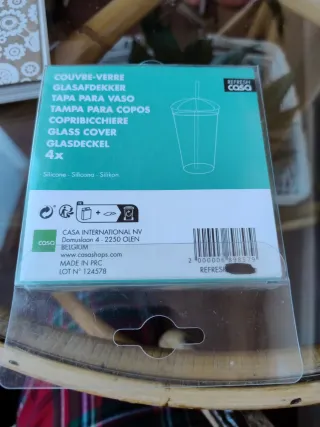 COUVRE-VERRE
GLASAFDEKKER
TAPA PARA VASO
TAMPA PARA COPOS
COPRIBICCHIERE
GLASS COVER
GLASDECKEL
4x
Silicone - Silicona - Silikon
REFRESH
CASA
casa
CASA INTERNATIONAL NV
Domuslaan 4 - 2250 OLEN
BELGIUM
www.casashops.com
MADE IN PRC
LOT N° 124578
REFRESH